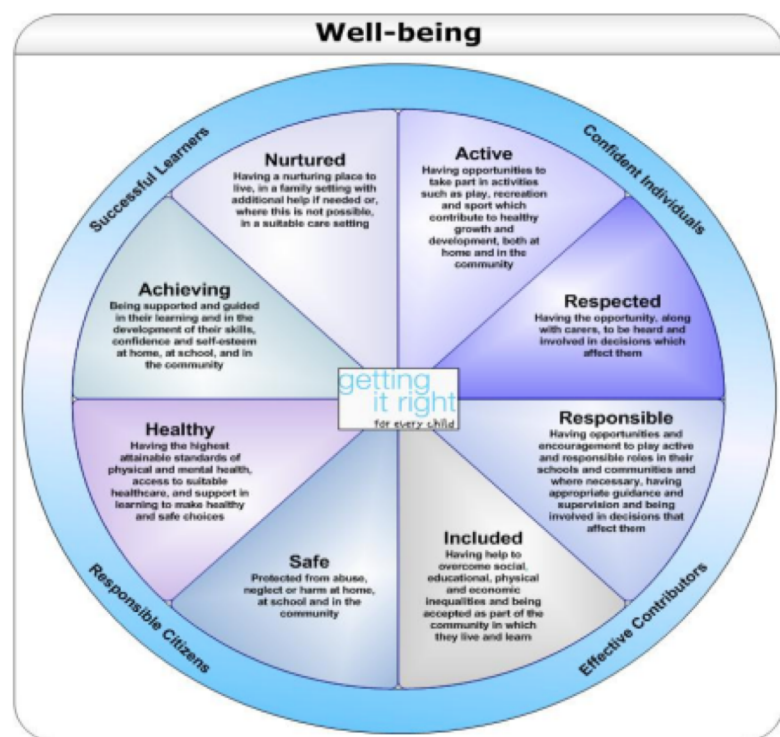 Well-being
Successful Learners
Confident Individuals
Nurtured
Having a nurturing place to
live, in a family setting with
additional help if needed or,
where this is not possible,
in a suitable care setting
Active
Having opportunities to
take part in activities
such as play, recreation
and sport which
contribute to healthy
growth and
development, both at
home and in the
community
Achieving
Being supported and guided
in their learning and in the
development of their skills,
confidence and self-esteem
at home, at school, and in
the community
Respected
Having the opportunity, along
with carers, to be heard and
involved in decisions which
affect them
getting
it right
for every child
Healthy
Having the highest
attainable standards of
physical and mental health,
access to suitable
healthcare, and support in
learning to make healthy
and safe choices
Responsible
Having opportunities and
encouragement to play active
and responsible roles in their
schools and communities and
where necessary, having
appropriate guidance and
supervision and being
involved in decisions that
affect them
Safe
Protected from abuse,
neglect or harm at home,
at school and in the
community
Included
Having help to
overcome social,
educational, physical
and economic
inequalities and being
accepted as part of the
community in which
they live and learn
Responsible Citizens
Effective Contributors